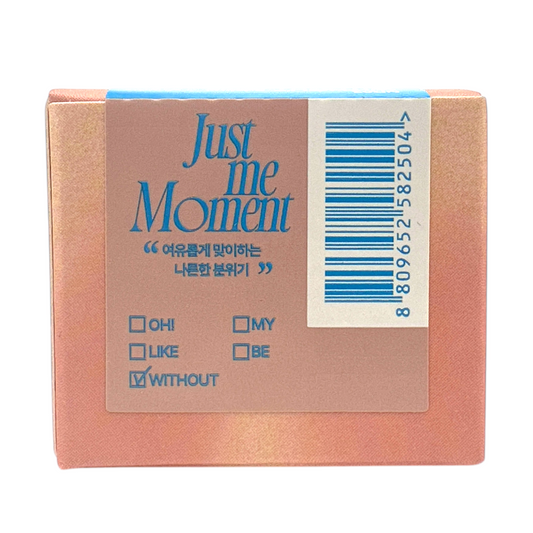 Just
me
Moment
“ 여유롭게 맞이하는
나른한 분위기 ”
☐ OH!
☐ MY
☐ LIKE
☐ BE
☑ WITHOUT
8 809652 582504 >